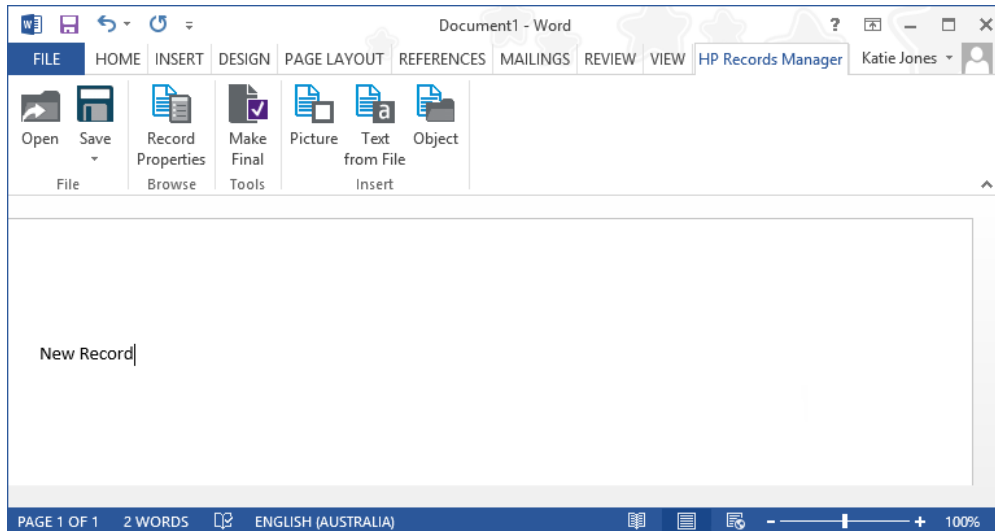 Document1 - Word
?
FILE HOME INSERT DESIGN PAGE LAYOUT REFERENCES MAILINGS REVIEW VIEW HP Records Manager Katie Jones
Open Save Record Properties Make Final Picture Text from File Object
File Browse Tools Insert
New Record
PAGE 1 OF 1 2 WORDS ENGLISH (AUSTRALIA) 100%